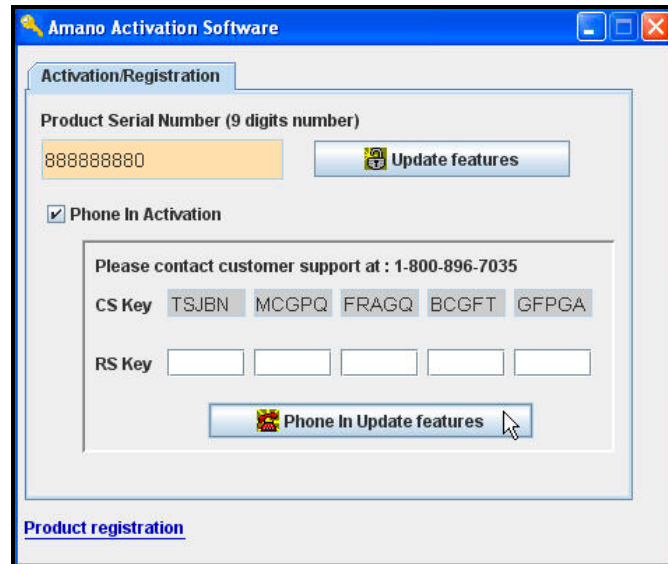 Amano Activation Software
Activation/Registration
Product Serial Number (9 digits number)
888888880 Update features
Phone In Activation
Please contact customer support at : 1-800-896-7035
CS Key TSJBN MCGPQ FRAGQ BCGFT GFPGA
RS Key
Phone In Update features
Product registration